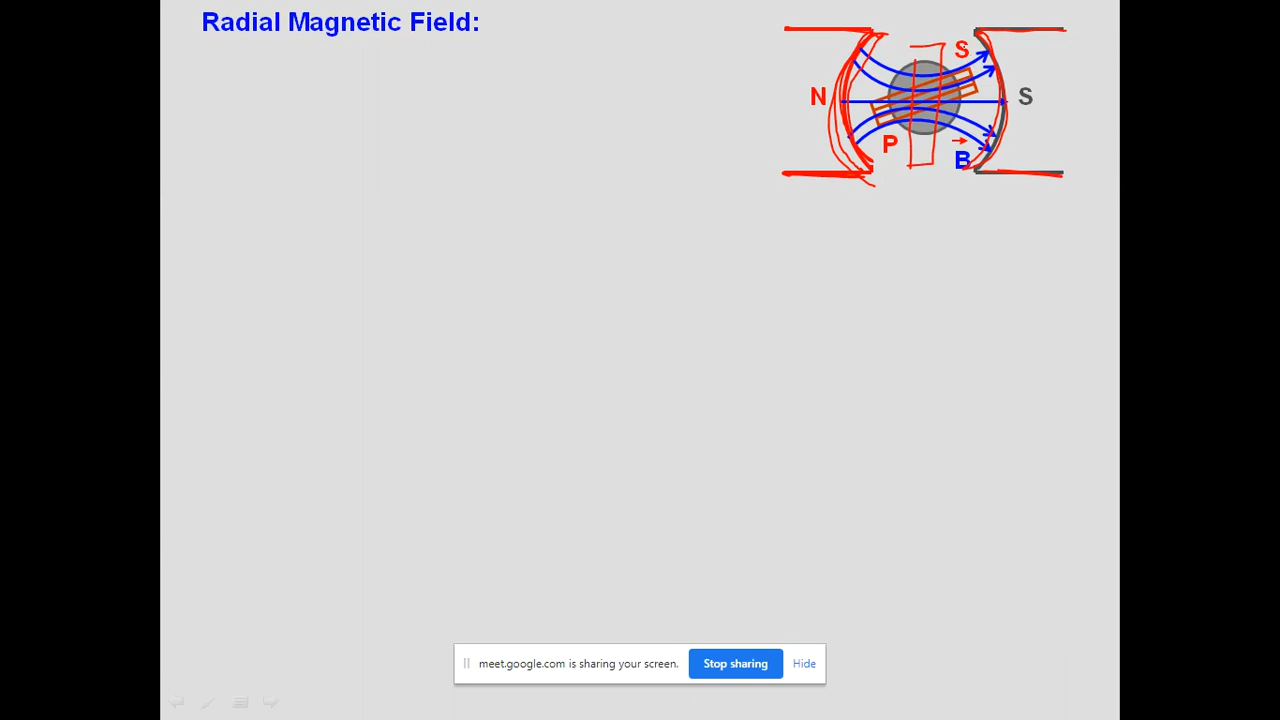 Radial Magnetic Field:
S
N
S
P
B
meet.google.com is sharing your screen. Stop sharing Hide